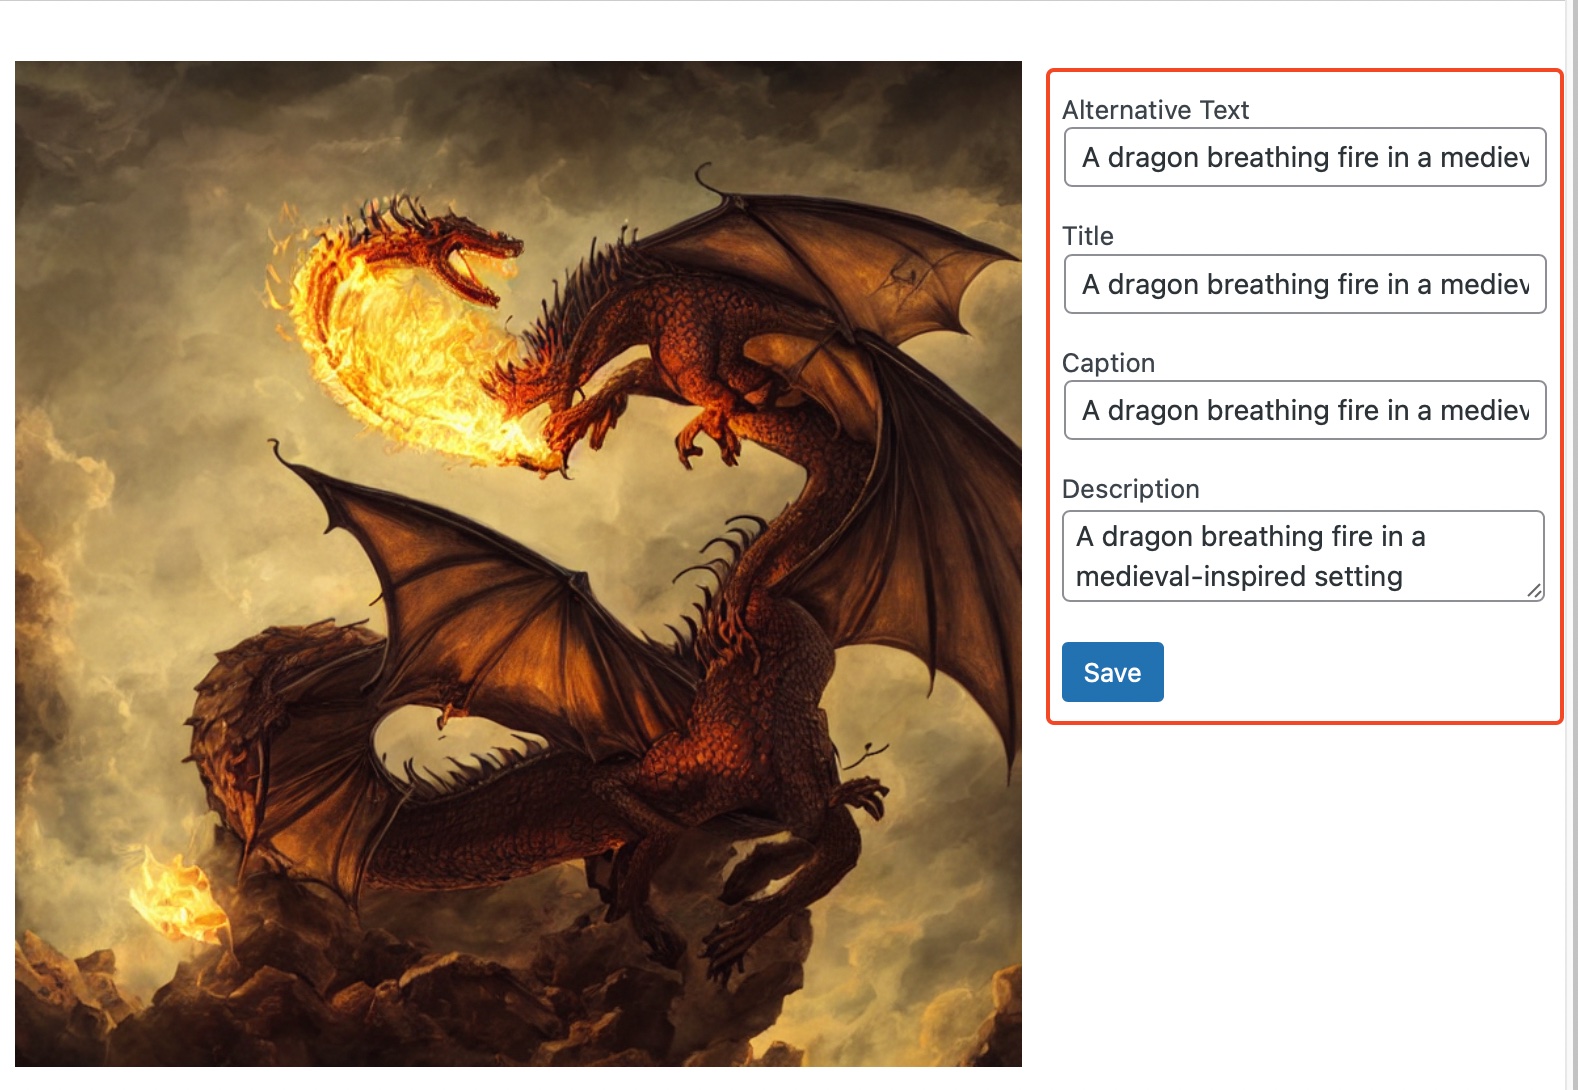 Alternative Text
A dragon breathing fire in a mediev
Title
A dragon breathing fire in a mediev
Caption
A dragon breathing fire in a mediev
Description
A dragon breathing fire in a
medieval-inspired setting
Save